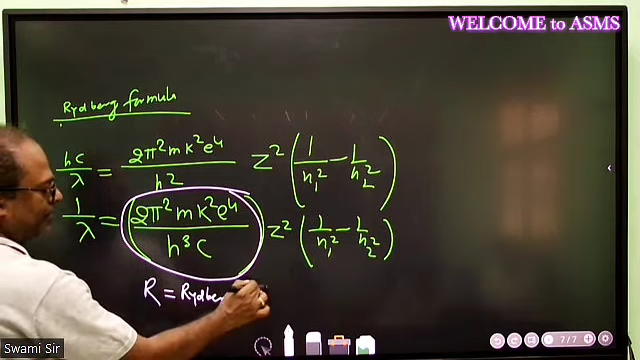 WELCOME to ASMS
Rydberg formula
hc/λ = 2π²mk²e⁴/h² Z² (1/n₁² − 1/n₂²)
1/λ = 2π²mk²e⁴/h³c Z² (1/n₁² − 1/n₂²)
R = Rydbe
7/7
Swami Sir